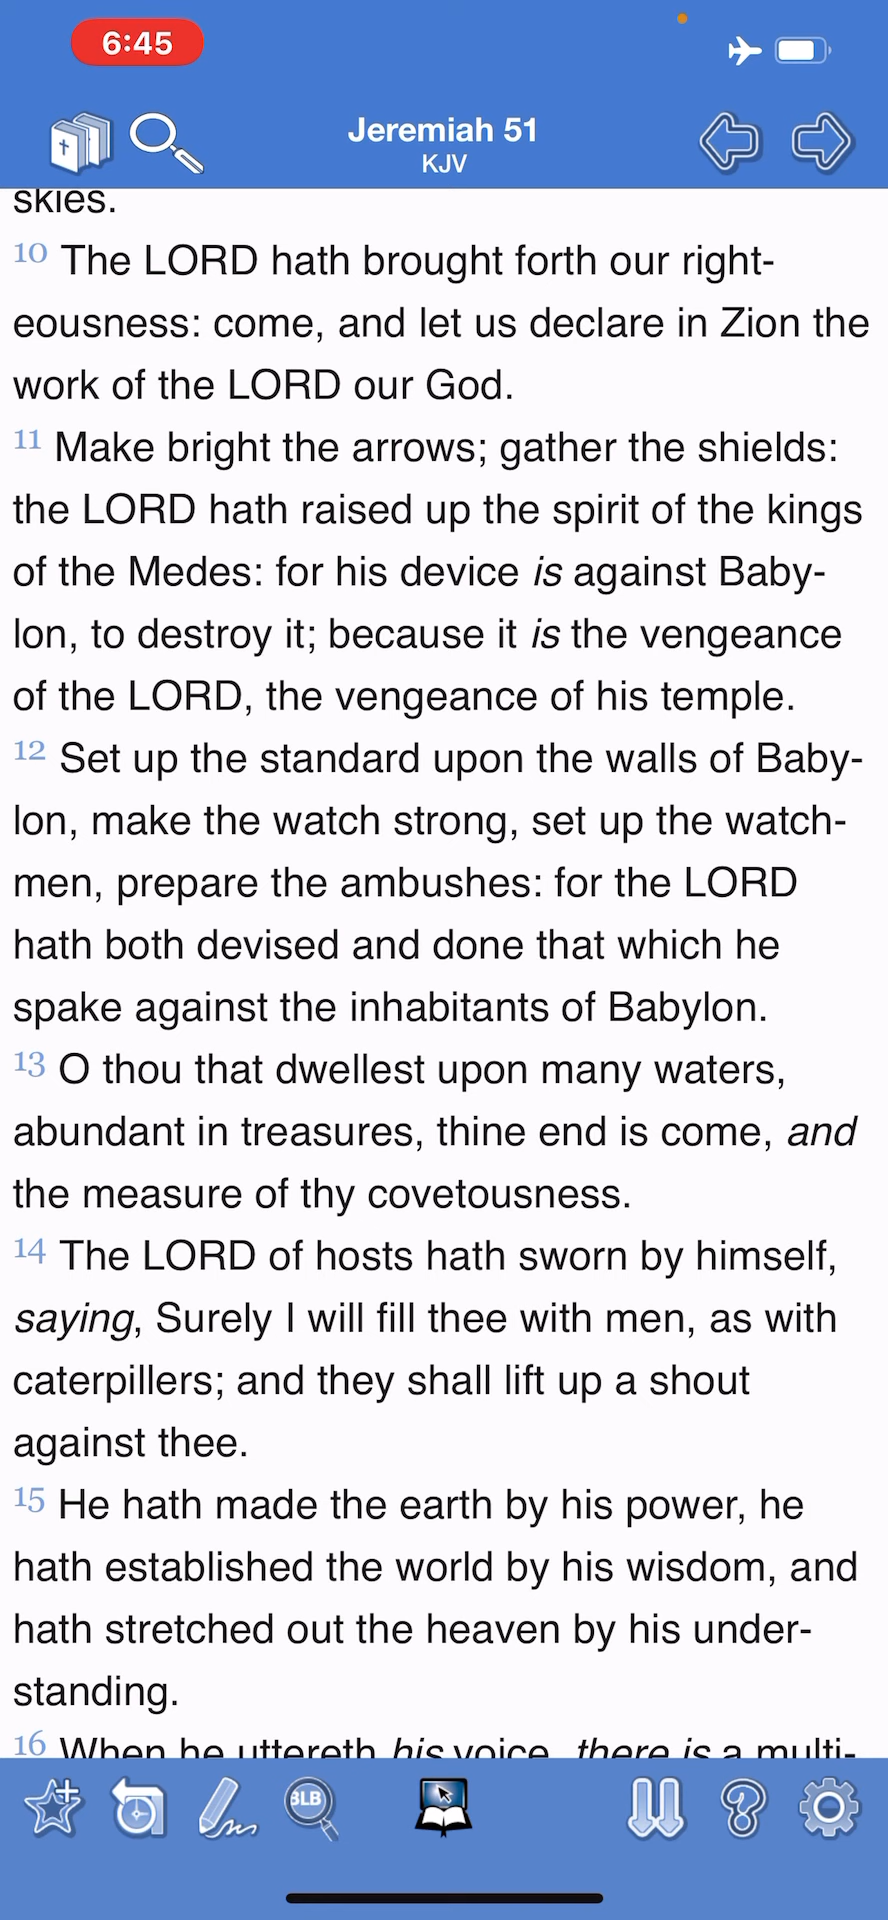 6:45
Jeremiah 51
KJV
skies.
10 The LORD hath brought forth our right-
eousness: come, and let us declare in Zion the
work of the LORD our God.
11 Make bright the arrows; gather the shields:
the LORD hath raised up the spirit of the kings
of the Medes: for his device is against Baby-
lon, to destroy it; because it is the vengeance
of the LORD, the vengeance of his temple.
12 Set up the standard upon the walls of Baby-
lon, make the watch strong, set up the watch-
men, prepare the ambushes: for the LORD
hath both devised and done that which he
spake against the inhabitants of Babylon.
13 O thou that dwellest upon many waters,
abundant in treasures, thine end is come, and
the measure of thy covetousness.
14 The LORD of hosts hath sworn by himself,
saying, Surely I will fill thee with men, as with
caterpillers; and they shall lift up a shout
against thee.
15 He hath made the earth by his power, he
hath established the world by his wisdom, and
hath stretched out the heaven by his under-
standing.
16 When he uttereth his voice, there is a multi-
BLB